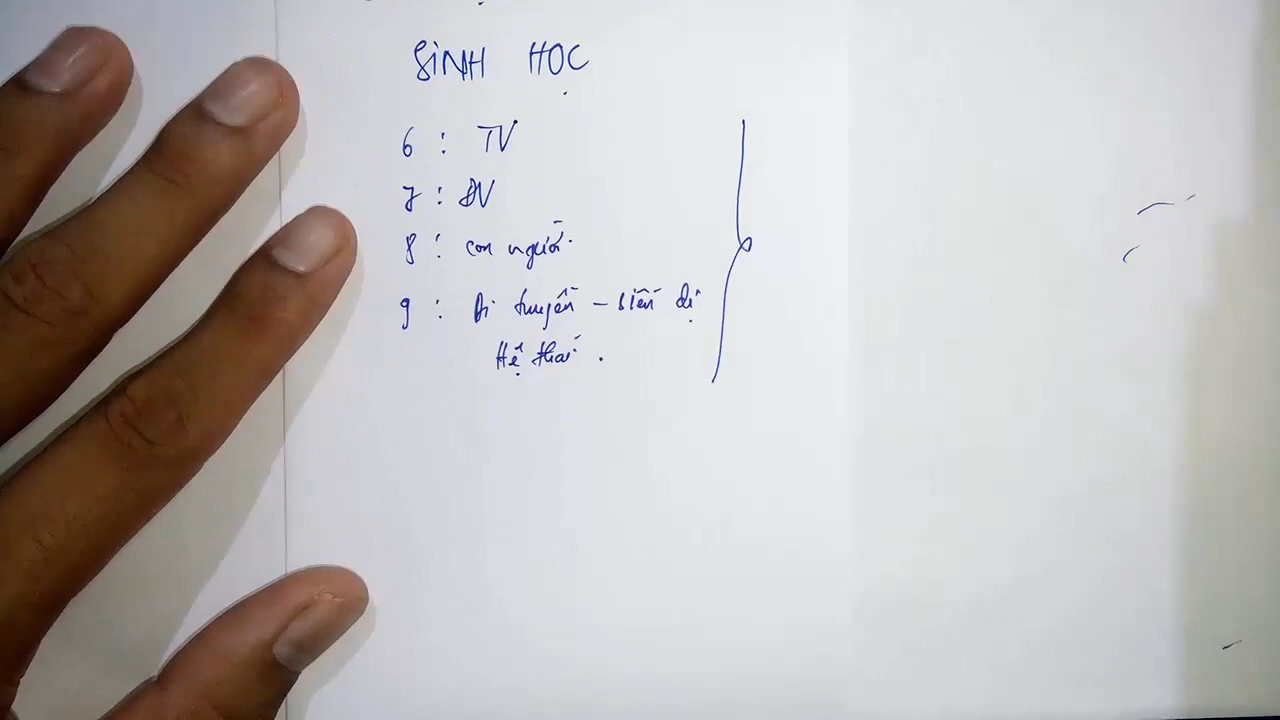 SINH HỌC
6 : TV
7 : ĐV
8 : con người.
9 : Di truyền – biến dị
Hệ thái .